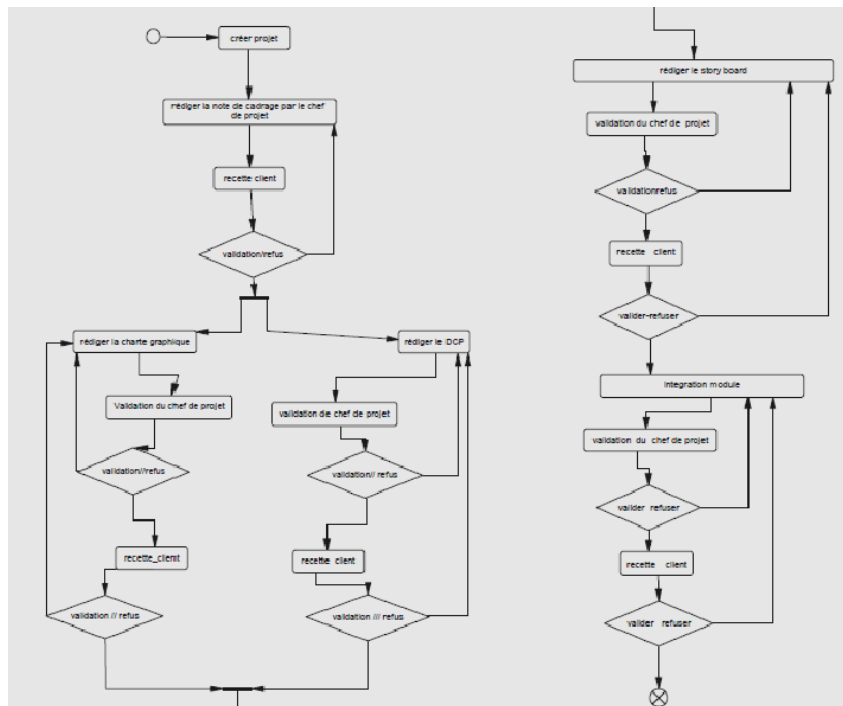 créer projet
rédiger la note de cadrage par le chef
de projet
recette client
validation/refus
rédiger la charte graphique
rédiger le DCP
Validation du chef de projet
validation de chef de projet
validation//refus
validation// refus
recette_client
recette client
validation // refus
validation /// refus
rédiger le story board
validation du chef de projet
validationrefus
recette client
valider-refuser
integration module
validation du chef de projet
valider refuser
recette client
valider refuser